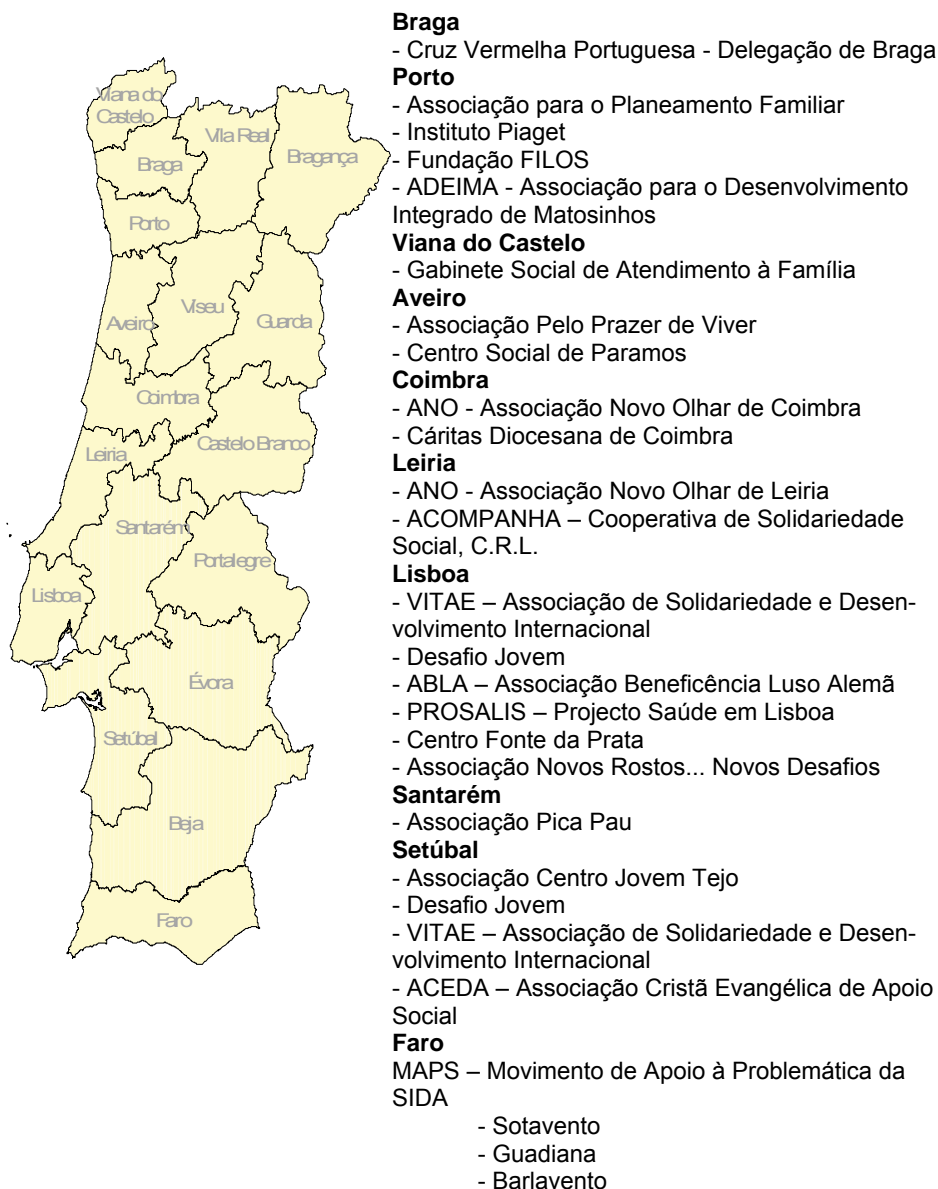 Viana do
Castelo
Vila Real
Bragança
Braga
Porto
Aveiro
Viseu
Guarda
Coimbra
Castelo Branco
Leiria
Santarém
Portalegre
Lisboa
Évora
Setúbal
Beja
Faro
Braga
- Cruz Vermelha Portuguesa - Delegação de Braga
Porto
- Associação para o Planeamento Familiar
- Instituto Piaget
- Fundação FILOS
- ADEIMA - Associação para o Desenvolvimento
Integrado de Matosinhos
Viana do Castelo
- Gabinete Social de Atendimento à Família
Aveiro
- Associação Pelo Prazer de Viver
- Centro Social de Paramos
Coimbra
- ANO - Associação Novo Olhar de Coimbra
- Cáritas Diocesana de Coimbra
Leiria
- ANO - Associação Novo Olhar de Leiria
- ACOMPANHA – Cooperativa de Solidariedade
Social, C.R.L.
Lisboa
- VITAE – Associação de Solidariedade e Desen-
volvimento Internacional
- Desafio Jovem
- ABLA – Associação Beneficência Luso Alemã
- PROSALIS – Projecto Saúde em Lisboa
- Centro Fonte da Prata
- Associação Novos Rostos... Novos Desafios
Santarém
- Associação Pica Pau
Setúbal
- Associação Centro Jovem Tejo
- Desafio Jovem
- VITAE – Associação de Solidariedade e Desen-
volvimento Internacional
- ACEDA – Associação Cristã Evangélica de Apoio
Social
Faro
MAPS – Movimento de Apoio à Problemática da
SIDA
- Sotavento
- Guadiana
- Barlavento